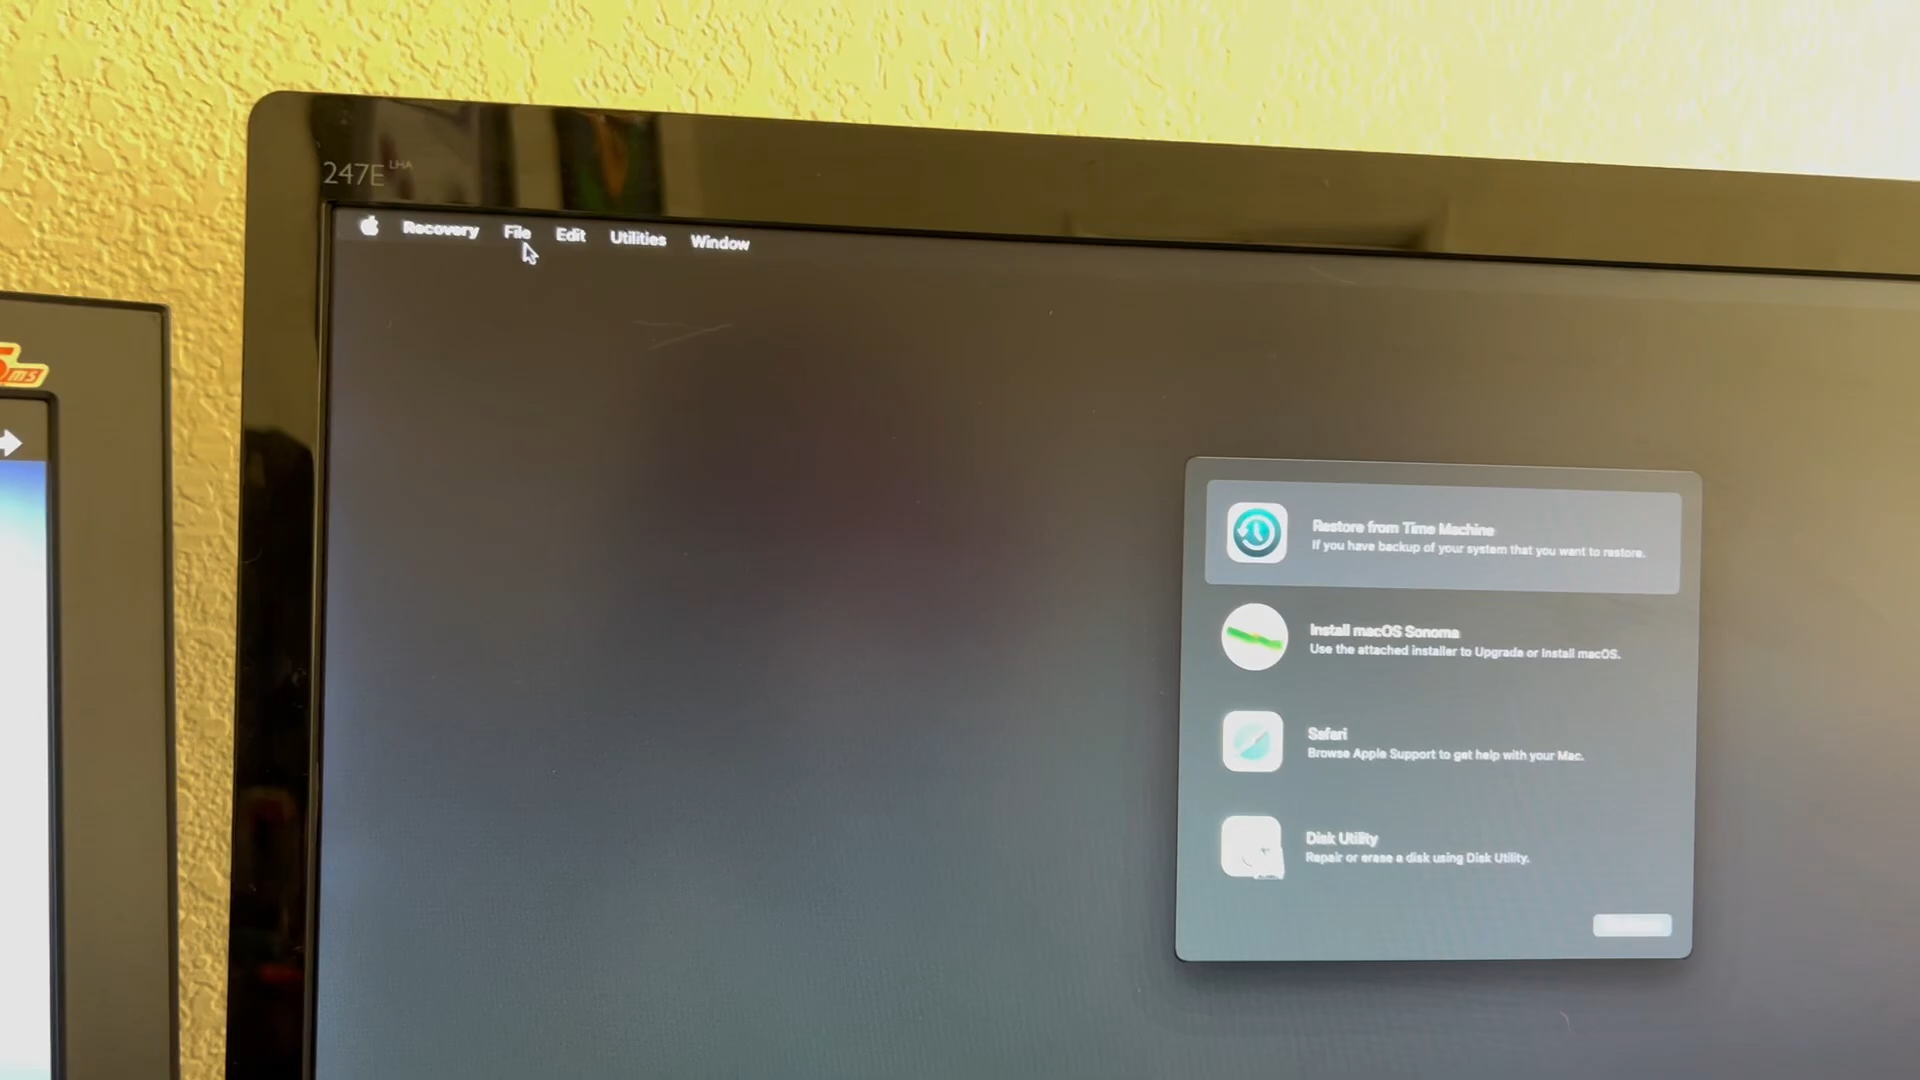 247E LHA
Recovery File Edit Utilities Window
5ms
Restore from Time Machine
If you have backup of your system that you want to restore.
Install macOS Sonoma
Use the attached installer to Upgrade or Install macOS.
Safari
Browse Apple Support to get help with your Mac.
Disk Utility
Repair or erase a disk using Disk Utility.